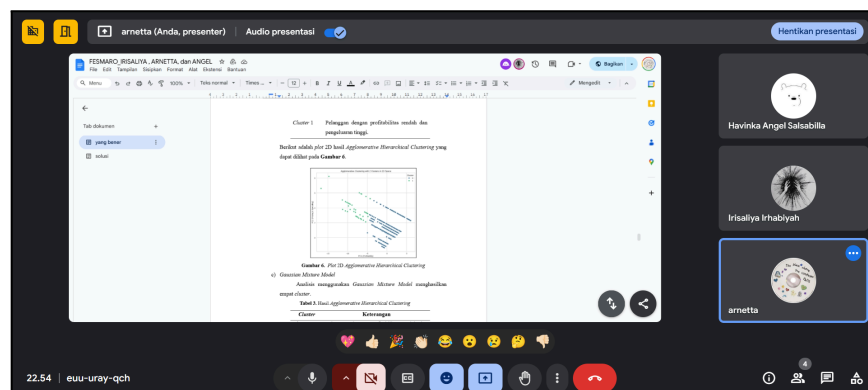 arnetta (Anda, presenter)
Audio presentasi
Hentikan presentasi
FESMARO_IRISALIYA , ARNETTA, dan ANGEL
File Edit Tampilan Sisipkan Format Alat Ekstensi Bantuan
Bagikan
Menu
100%
Teks normal
Times ...
12
Mengedit
Tab dokumen
yang bener
solusi
Cluster 1 Pelanggan dengan profitabilitas rendah dan
pengeluaran tinggi.
Berikut adalah plot 2D hasil Agglomerative Hierarchical Clustering yang
dapat dilihat pada Gambar 6.
Gambar 6. Plot 2D Agglomerative Hierarchical Clustering
Gaussian Mixture Model
Analisis menggunakan Gaussian Mixture Model menghasilkan
empat cluster.
Tabel 3. Hasil Agglomerative Hierarchical Clustering
Cluster Keterangan
Havinka Angel Salsabilla
Irisaliya Irhabiyah
arnetta
22.54 | euu-uray-qch
4